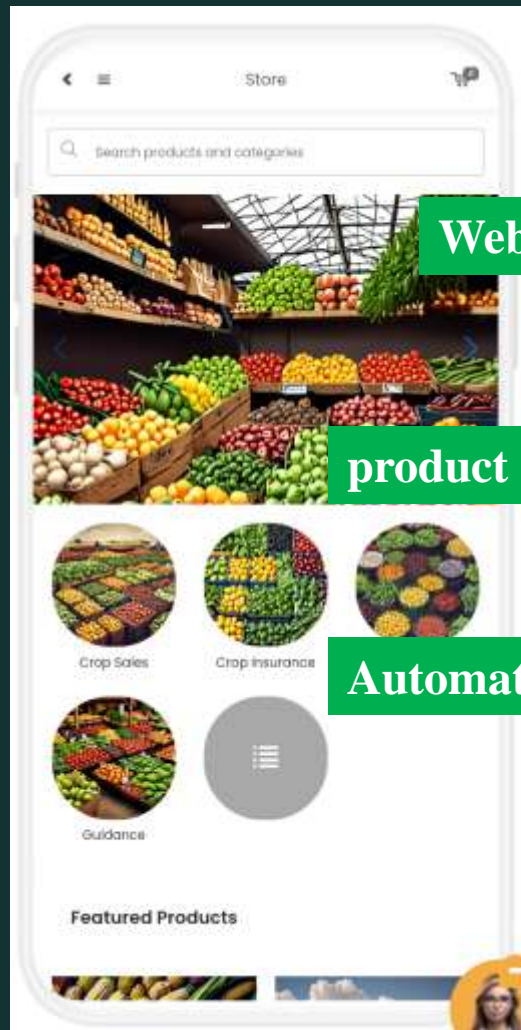 Store
Search products and categories
Web
product
Crop Sales
Crop Insurance
Automat
Guidance
Featured Products